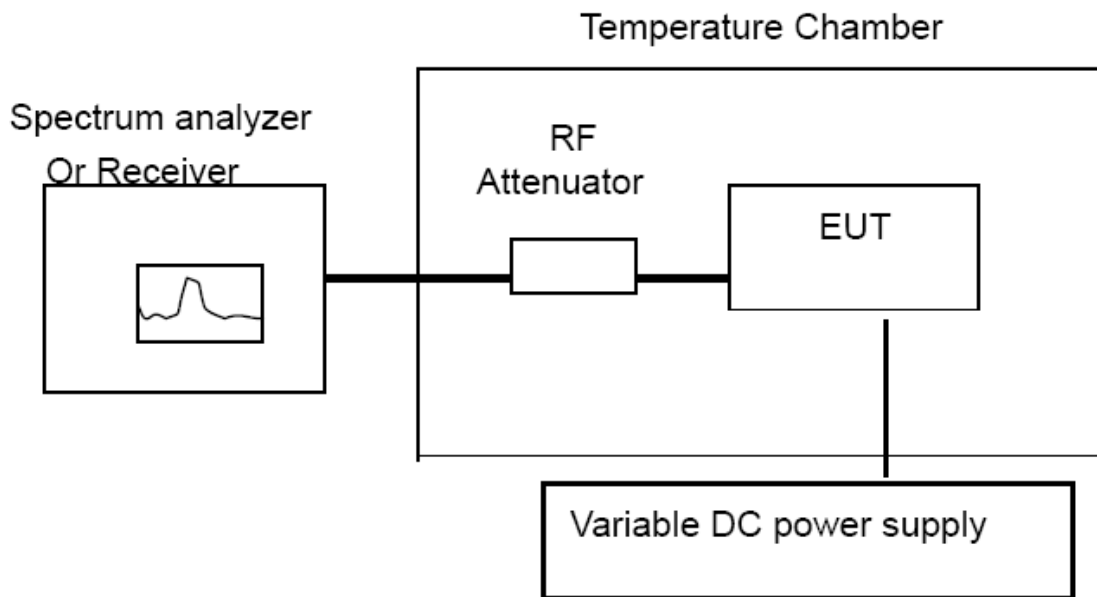 Temperature Chamber
Spectrum analyzer
Or Receiver
RF
Attenuator
EUT
Variable DC power supply